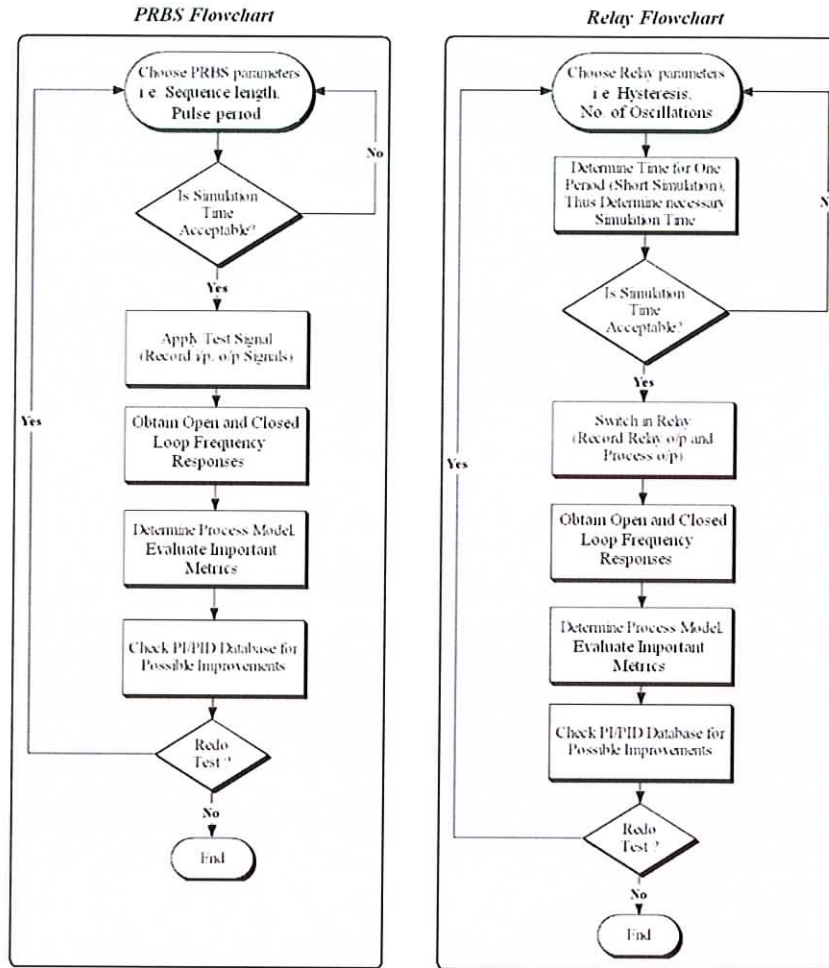 PRBS Flowchart
Choose PRBS parameters
i.e. Sequence length,
Pulse period
No
Is Simulation
Time
Acceptable?
Yes
Apply Test Signal
(Record i/p, o/p Signals)
Yes
Obtain Open and Closed
Loop Frequency
Responses
Determine Process Model.
Evaluate Important
Metrics
Check PI/PID Database for
Possible Improvements
Redo
Test ?
No
End
Relay Flowchart
Choose Relay parameters
i.e Hysteresis,
No. of Oscillations
Determine Time for One
Period (Short Simulation),
Thus Determine necessary
Simulation Time
N
Is Simulation
Time
Acceptable?
Yes
Switch in Relay
(Record Relay o/p and
Process o/p)
Yes
Obtain Open and Closed
Loop Frequency
Responses
Determine Process Model.
Evaluate Important
Metrics
Check PI/PID Database for
Possible Improvements
Redo
Test ?
No
End